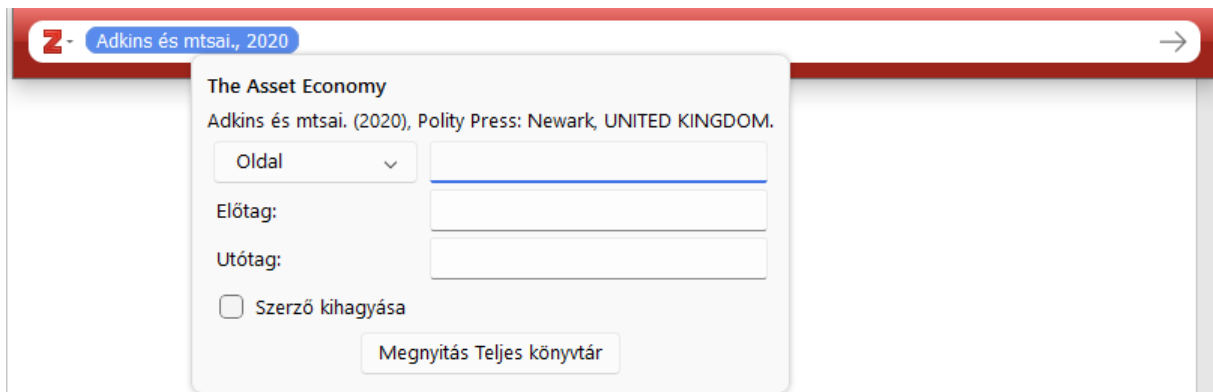 Z Adkins és mtsai., 2020
The Asset Economy
Adkins és mtsai. (2020), Polity Press: Newark, UNITED KINGDOM.
Oldal
Előtag:
Utótag:
Szerző kihagyása
Megnyitás Teljes könyvtár